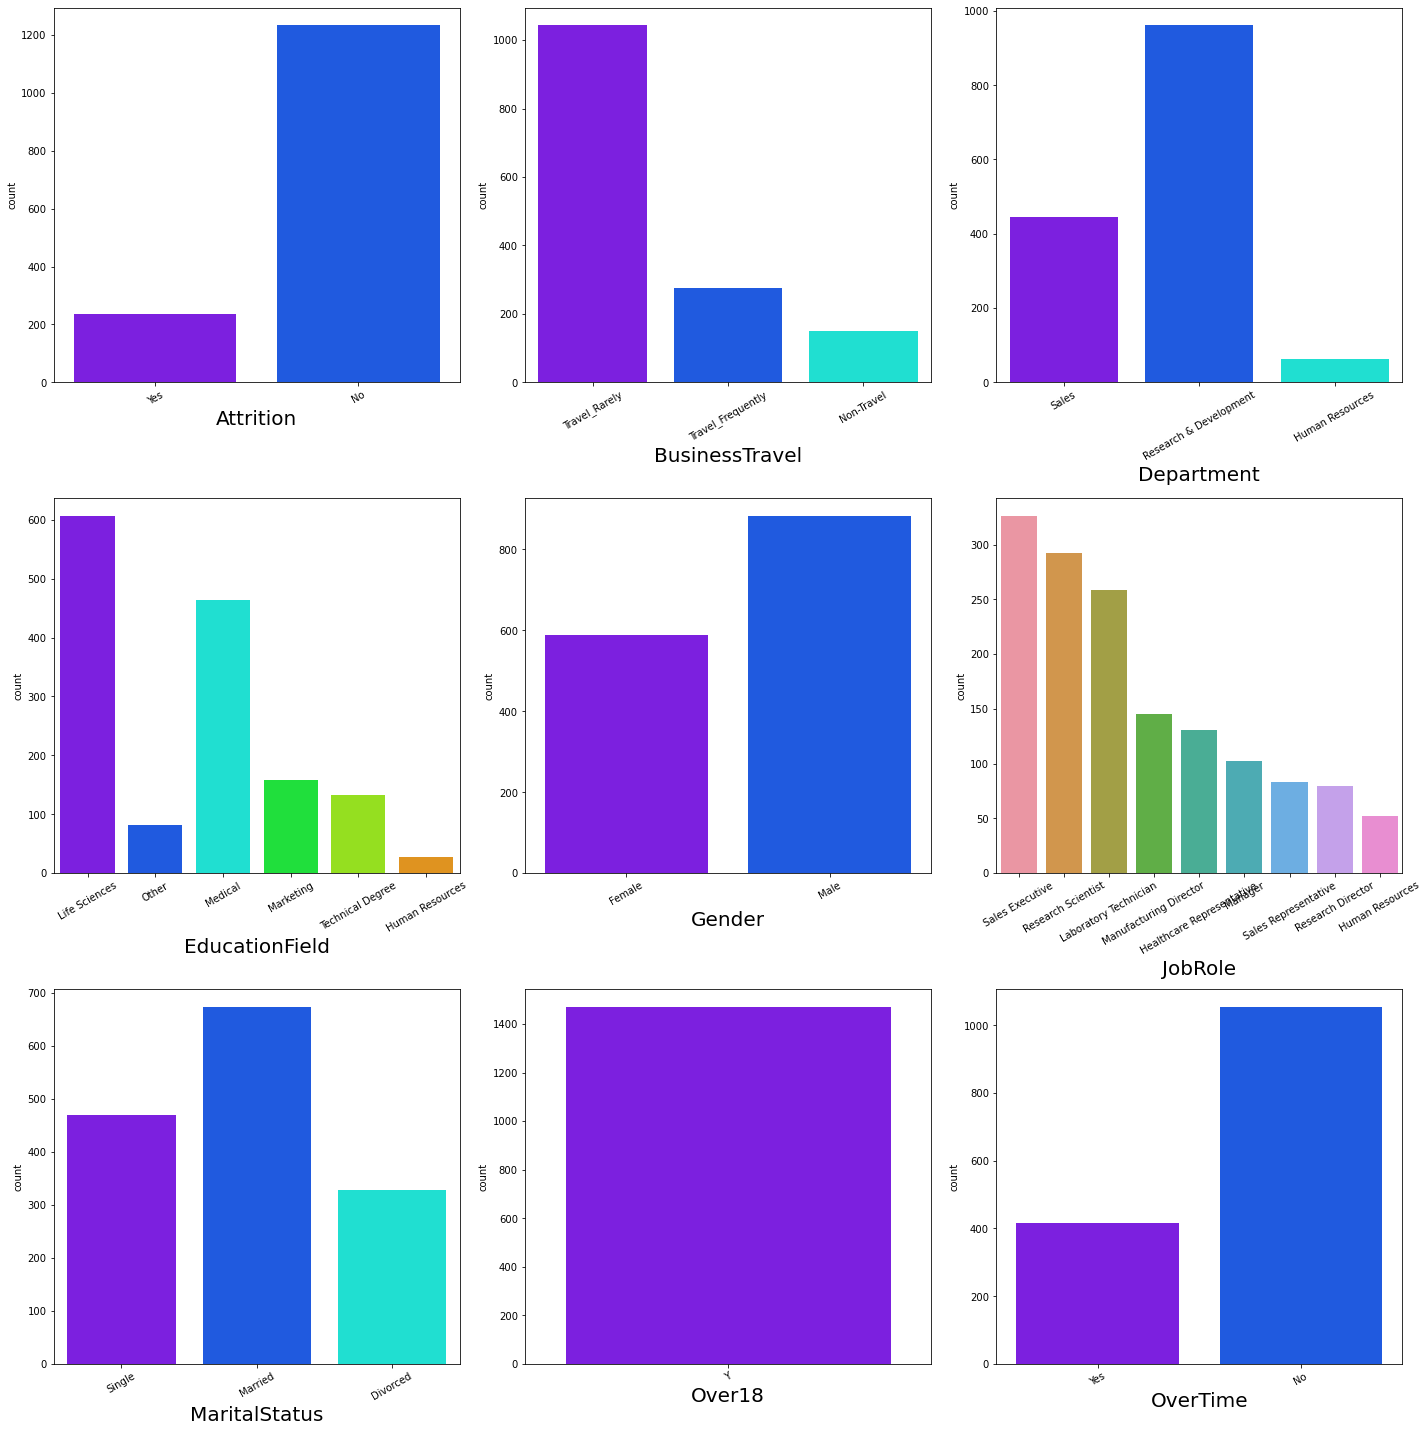 1200
1000
800
600
400
200
0
count
Yes
No
Attrition
1000
800
600
400
200
0
count
Travel_Rarely
Travel_Frequently
Non-Travel
BusinessTravel
1000
800
600
400
200
0
count
Sales
Research & Development
Human Resources
Department
600
500
400
300
200
100
0
count
Life Sciences
Other
Medical
Marketing
Technical Degree
Human Resources
EducationField
800
600
400
200
0
count
Female
Male
Gender
300
250
200
150
100
50
0
count
Sales Executive
Research Scientist
Laboratory Technician
Manufacturing Director
Healthcare Representative
Manager
Sales Representative
Research Director
Human Resources
JobRole
700
600
500
400
300
200
100
0
count
Single
Married
Divorced
MaritalStatus
1400
1200
1000
800
600
400
200
0
count
Y
Over18
1000
800
600
400
200
0
count
Yes
No
OverTime